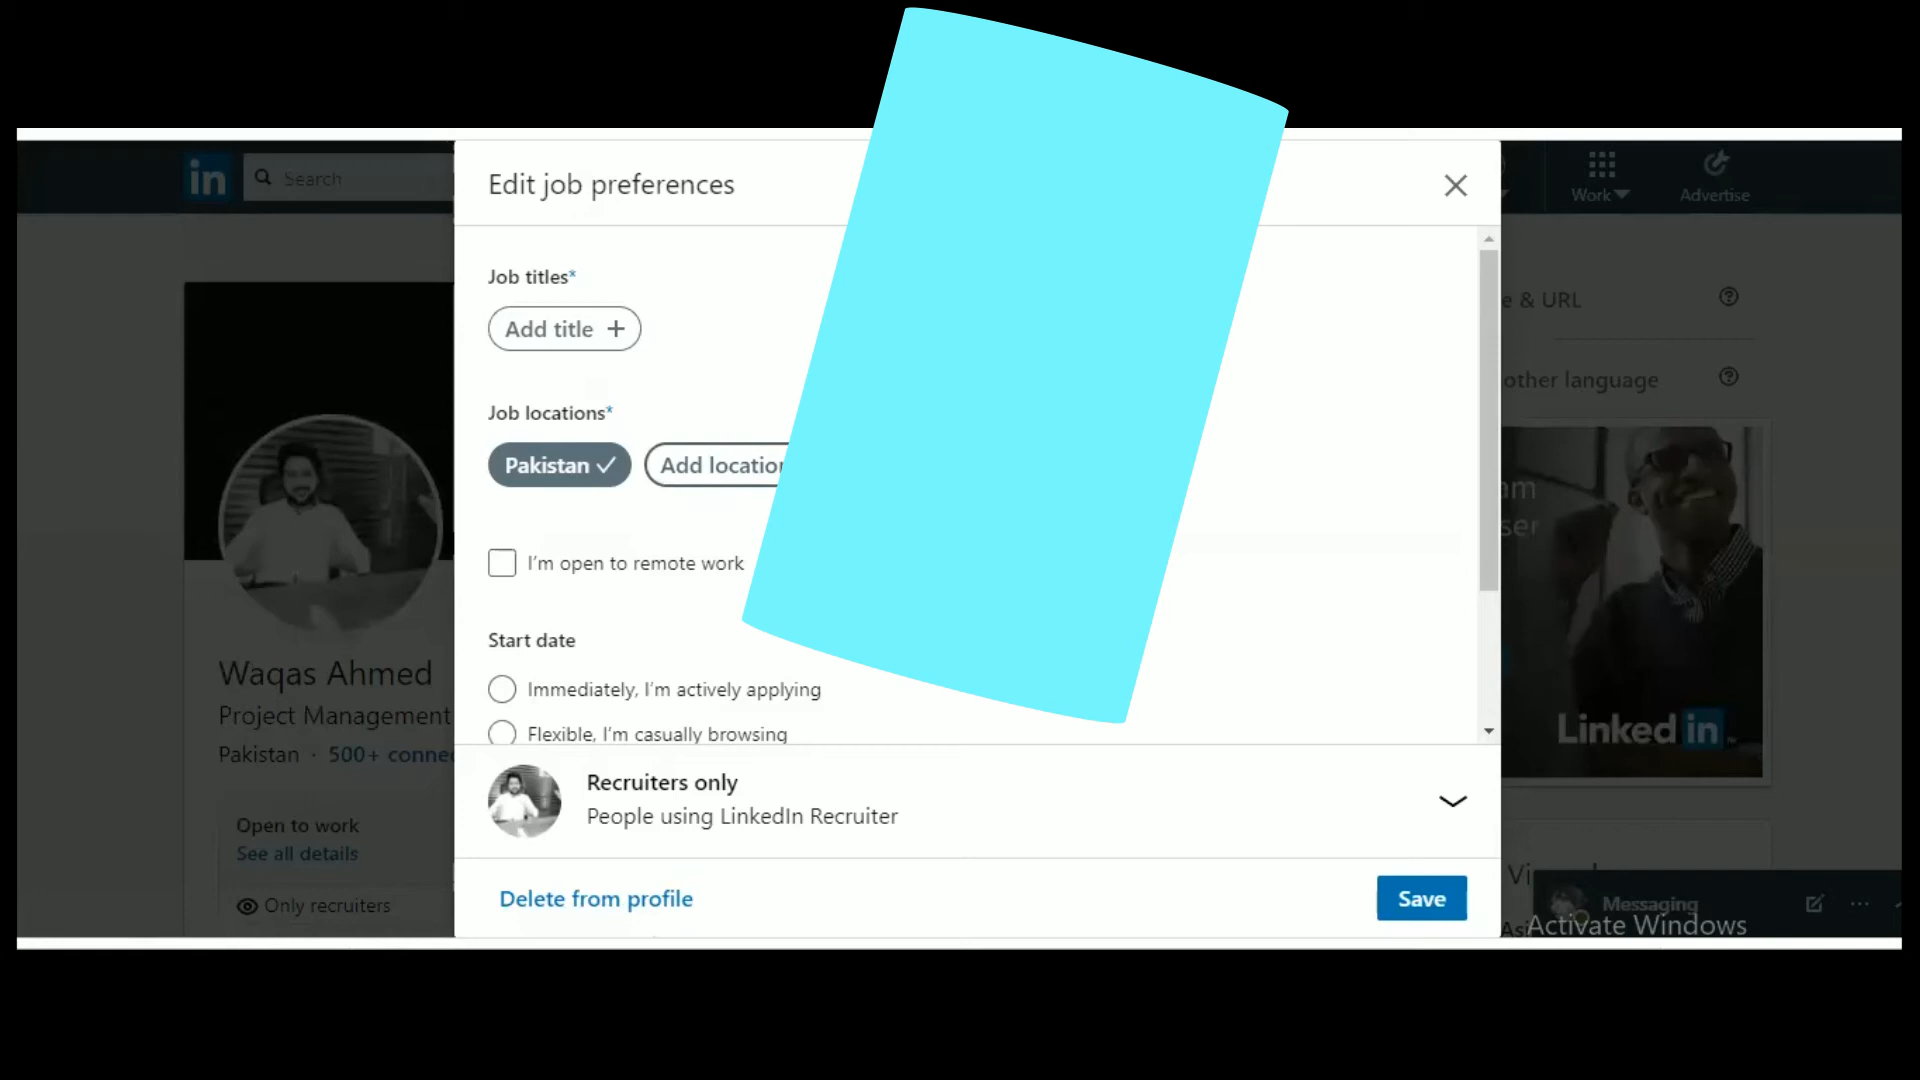 in
Search
Work
Advertise
Edit job preferences
Job titles*
Add title +
Job locations*
Pakistan
Add
I'm open to remote work
Start date
Immediately, I'm actively applying
Flexible, I'm casually browsing
Recruiters only
People using LinkedIn Recruiter
Delete from profile
Save
Waqas Ahmed
Project Management
Pakistan · 500+
Open to work
See all details
Only recruiters
& URL
other language
Linked in
Messaging
Activate Windows